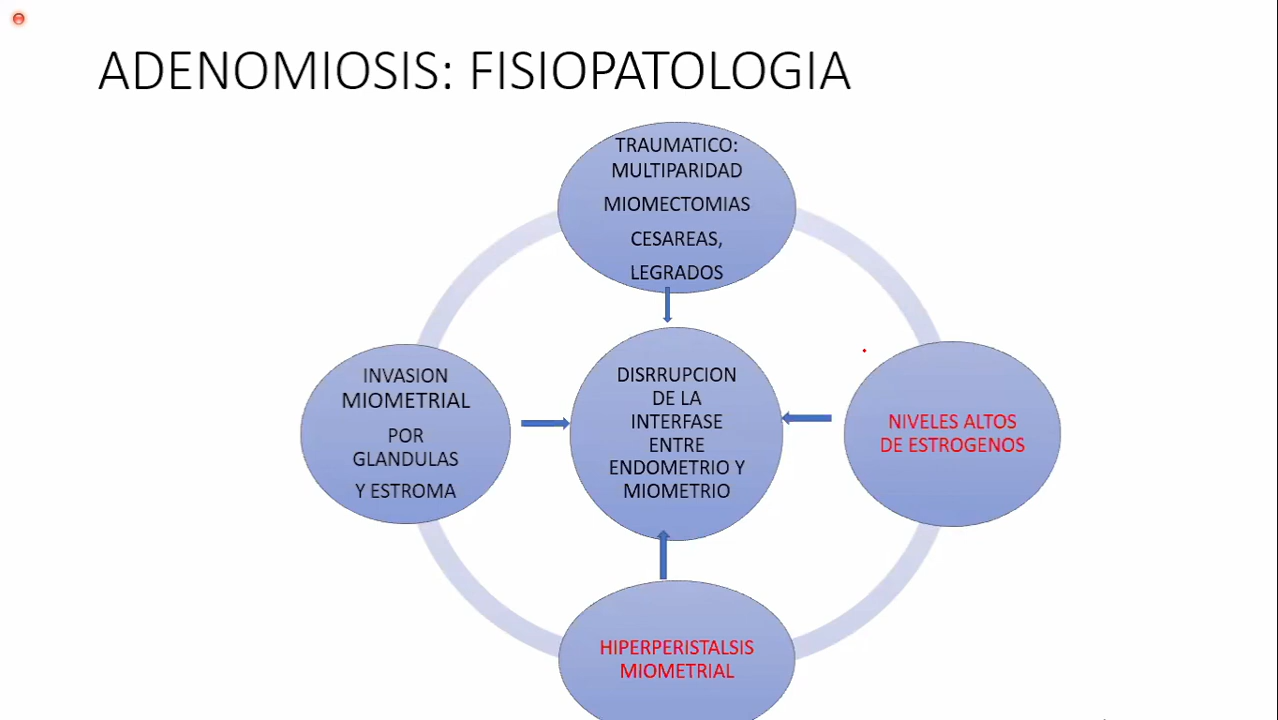 ADENOMIOSIS: FISIOPATOLOGIA
TRAUMATICO:
MULTIPARIDAD
MIOMECTOMIAS
CESAREAS,
LEGRADOS
INVASION
MIOMETRIAL
POR
GLANDULAS
Y ESTROMA
DISRRUPCION
DE LA
INTERFASE
ENTRE
ENDOMETRIO Y
MIOMETRIO
NIVELES ALTOS
DE ESTROGENOS
HIPERPERISTALSIS
MIOMETRIAL